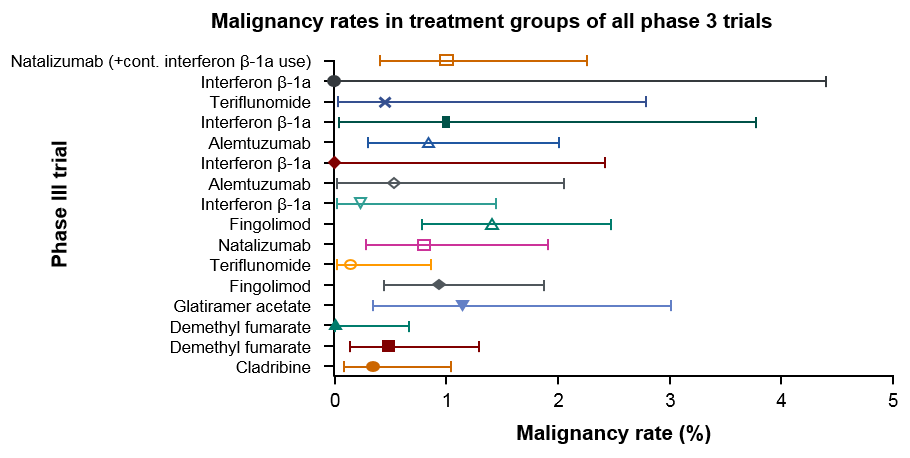 Malignancy rates in treatment groups of all phase 3 trials
Natalizumab (+cont. interferon β-1a use)
Interferon β-1a
Teriflunomide
Interferon β-1a
Alemtuzumab
Interferon β-1a
Alemtuzumab
Interferon β-1a
Fingolimod
Natalizumab
Teriflunomide
Fingolimod
Glatiramer acetate
Demethyl fumarate
Demethyl fumarate
Cladribine
Phase III trial
0 1 2 3 4 5
Malignancy rate (%)